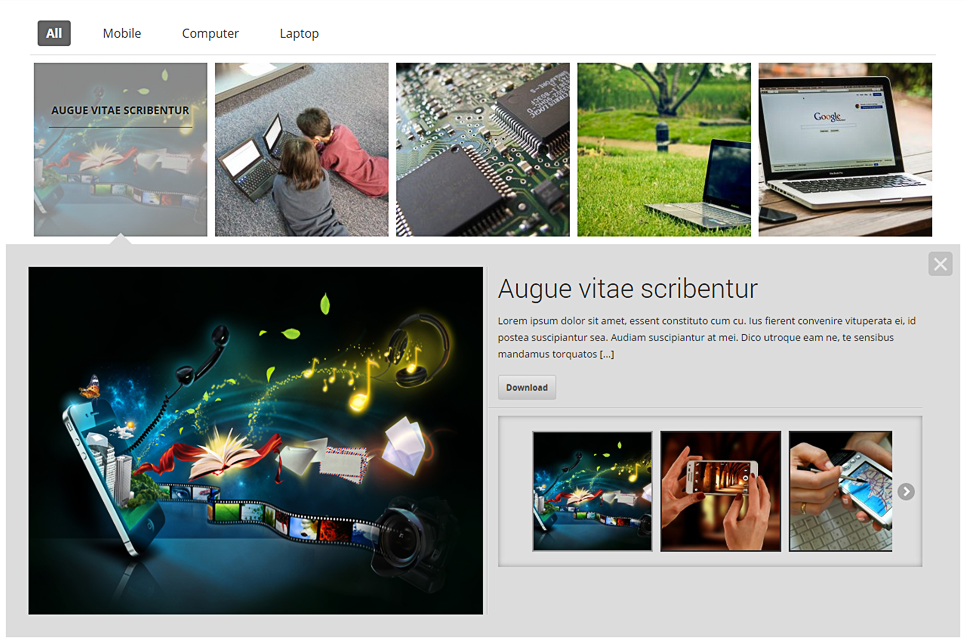 All Mobile Computer Laptop
AUGUE VITAE SCRIBENTUR
Google
Augue vitae scribentur
Lorem ipsum dolor sit amet, essent constituto cum cu. Ius fierent convenire vituperata ei, id
postea suscipiantur sea. Audiam suscipiantur at mei. Dico utroque eam ne, te sensibus
mandamus torquatos [...]
Download